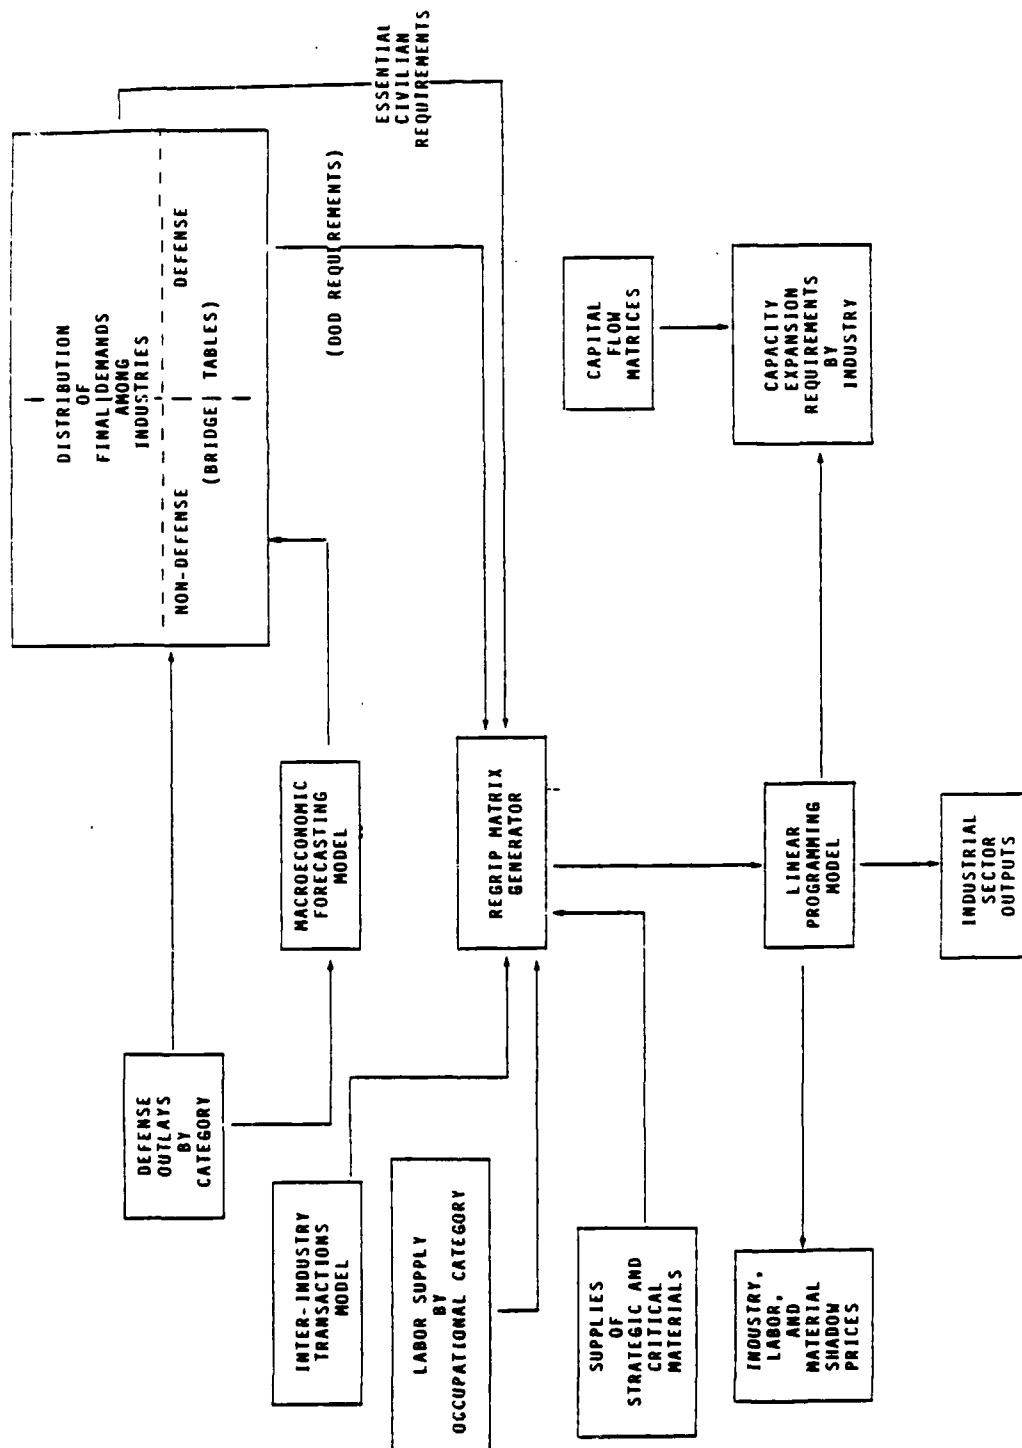 DEFENSE
OUTLAYS
BY
CATEGORY
DISTRIBUTION
OF
FINAL DEMANDS
AMONG
INDUSTRIES
NON-DEFENSE
DEFENSE
(BRIDGE TABLES)
INTER-INDUSTRY
TRANSACTIONS
MODEL
MACROECONOMIC
FORECASTING
MODEL
(DOD REQUIREMENTS)
ESSENTIAL
CIVILIAN
REQUIREMENTS
LABOR SUPPLY
BY
OCCUPATIONAL CATEGORY
REGRIP MATRIX
GENERATOR
SUPPLIES
OF
STRATEGIC AND
CRITICAL
MATERIALS
CAPITAL
FLOW
MATRICES
INDUSTRY,
LABOR,
AND
MATERIAL
SHADOW
PRICES
LINEAR
PROGRAMMING
MODEL
CAPACITY
EXPANSION
REQUIREMENTS
BY
INDUSTRY
INDUSTRIAL
SECTOR
OUTPUTS